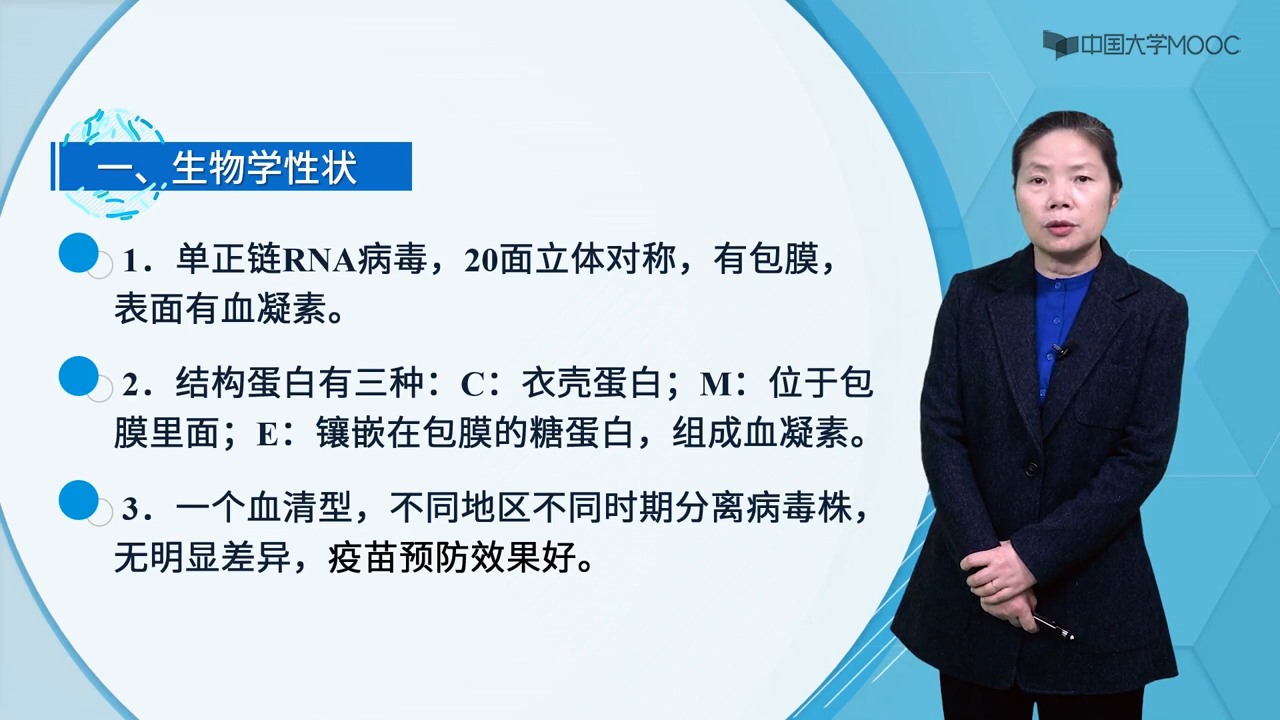 中国大学MOOC
一、生物学性状
1．单正链RNA病毒，20面立体对称，有包膜，
表面有血凝素。
2．结构蛋白有三种：C：衣壳蛋白；M：位于包
膜里面；E：镶嵌在包膜的糖蛋白，组成血凝素。
3．一个血清型，不同地区不同时期分离病毒株，
无明显差异，疫苗预防效果好。